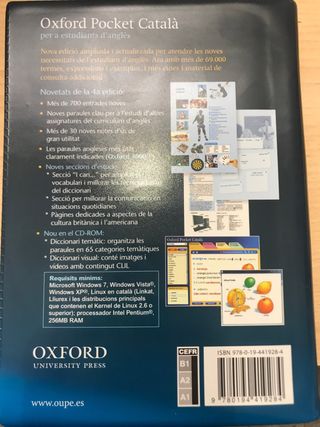 Oxford Pocket Català
per a estudiants d'anglès
Nova edició ampliada i actualitzada per atendre les noves
necessitats de l'estudiant d'anglès. Ara amb més de 69.000
termes, expressions i exemples, i més eines i material de
consulta addicional.
Novetats de la 4a edició:
• Més de 700 entrades noves
• Noves paraules clau per a l'estudi d'altres
assignatures del currículum d'anglès
• Més de 30 noves notes d'ús de
gran utilitat
• Les paraules angleses més útils
clarament indicades (Oxford 3000)
• Noves seccions d'estudi:
• Secció "I can..." per ampliar
vocabulari i millorar les
del diccionari
• Secció per millorar la comunicació en
situacions quotidianes
• Pàgines dedicades a aspectes de la
cultura britànica i l'americana
• Nou en el CD-ROM:
• Diccionari temàtic: organitza les
paraules en 65 categories temàtiques
• Diccionari visual: conté imatges i
vídeos amb contingut CLIL
Requisits mínims:
Microsoft Windows 7, Windows Vista®,
Windows XP®, Linux en català (Linkat,
Lliurex i les distribucions principals
que contenen el Kernel de Linux 2.6 o
superior); processador Intel Pentium®,
256MB RAM
Oxford Pocket Català
OXFORD
UNIVERSITY PRESS
www.oupe.es
CEFR
B1
A2
A1
ISBN 978-0-19-441928-4
9 780194 419284